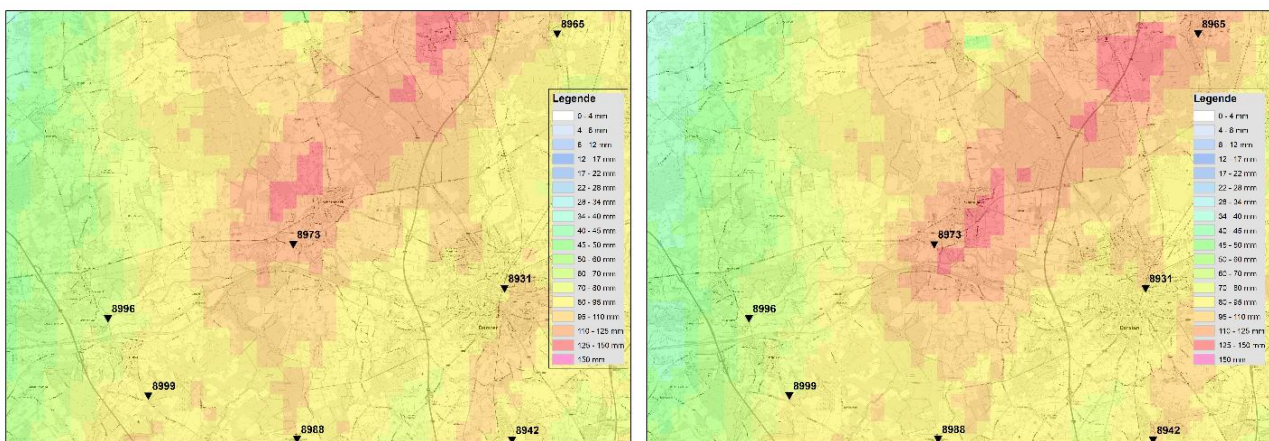 8965
Legende
0 - 4 mm
4 - 8 mm
8 - 12 mm
12 - 17 mm
17 - 22 mm
22 - 28 mm
28 - 34 mm
34 - 40 mm
40 - 45 mm
45 - 50 mm
50 - 60 mm
60 - 70 mm
70 - 80 mm
80 - 95 mm
95 - 110 mm
110 - 125 mm
125 - 150 mm
150 mm
8973
8931
8996
Dorsten
8999
8988
8942
8965
Legende
0 - 4 mm
4 - 8 mm
8 - 12 mm
12 - 17 mm
17 - 22 mm
22 - 28 mm
28 - 34 mm
34 - 40 mm
40 - 45 mm
45 - 50 mm
50 - 60 mm
60 - 70 mm
70 - 80 mm
80 - 95 mm
95 - 110 mm
110 - 125 mm
125 - 150 mm
150 mm
8973
8931
8996
Dorsten
8999
8988
8942